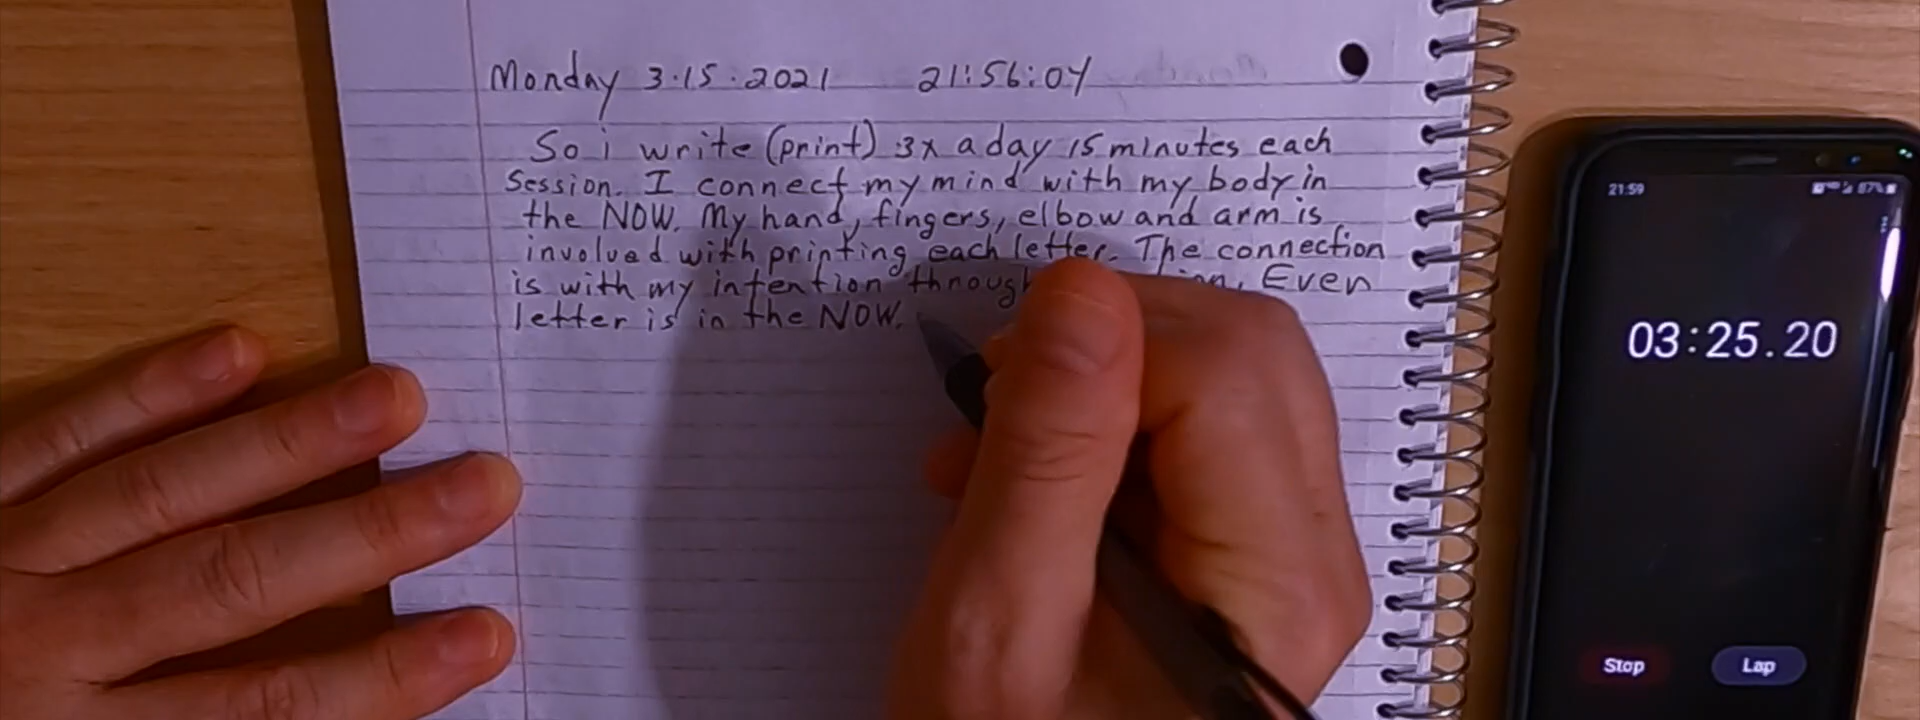 Monday 3.15.2021 21:56:04
So i write (print) 3x a day 15 minutes each
Session. I connect my mind with my body in
the NOW. My hand, fingers, elbow and arm is
involved with printing each letter. The connection
is with my intention through Even
letter is in the NOW.
21:59
87%
03:25.20
Stop
Lap